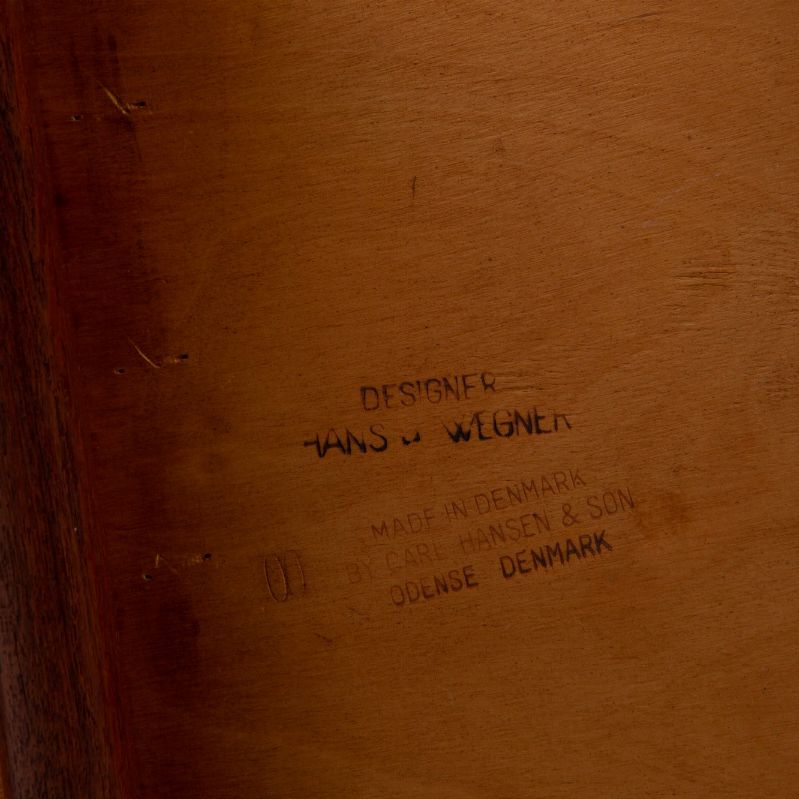 DESIGNER
HANS J WEGNER
MADE IN DENMARK
BY CARL HANSEN & SON
ODENSE DENMARK